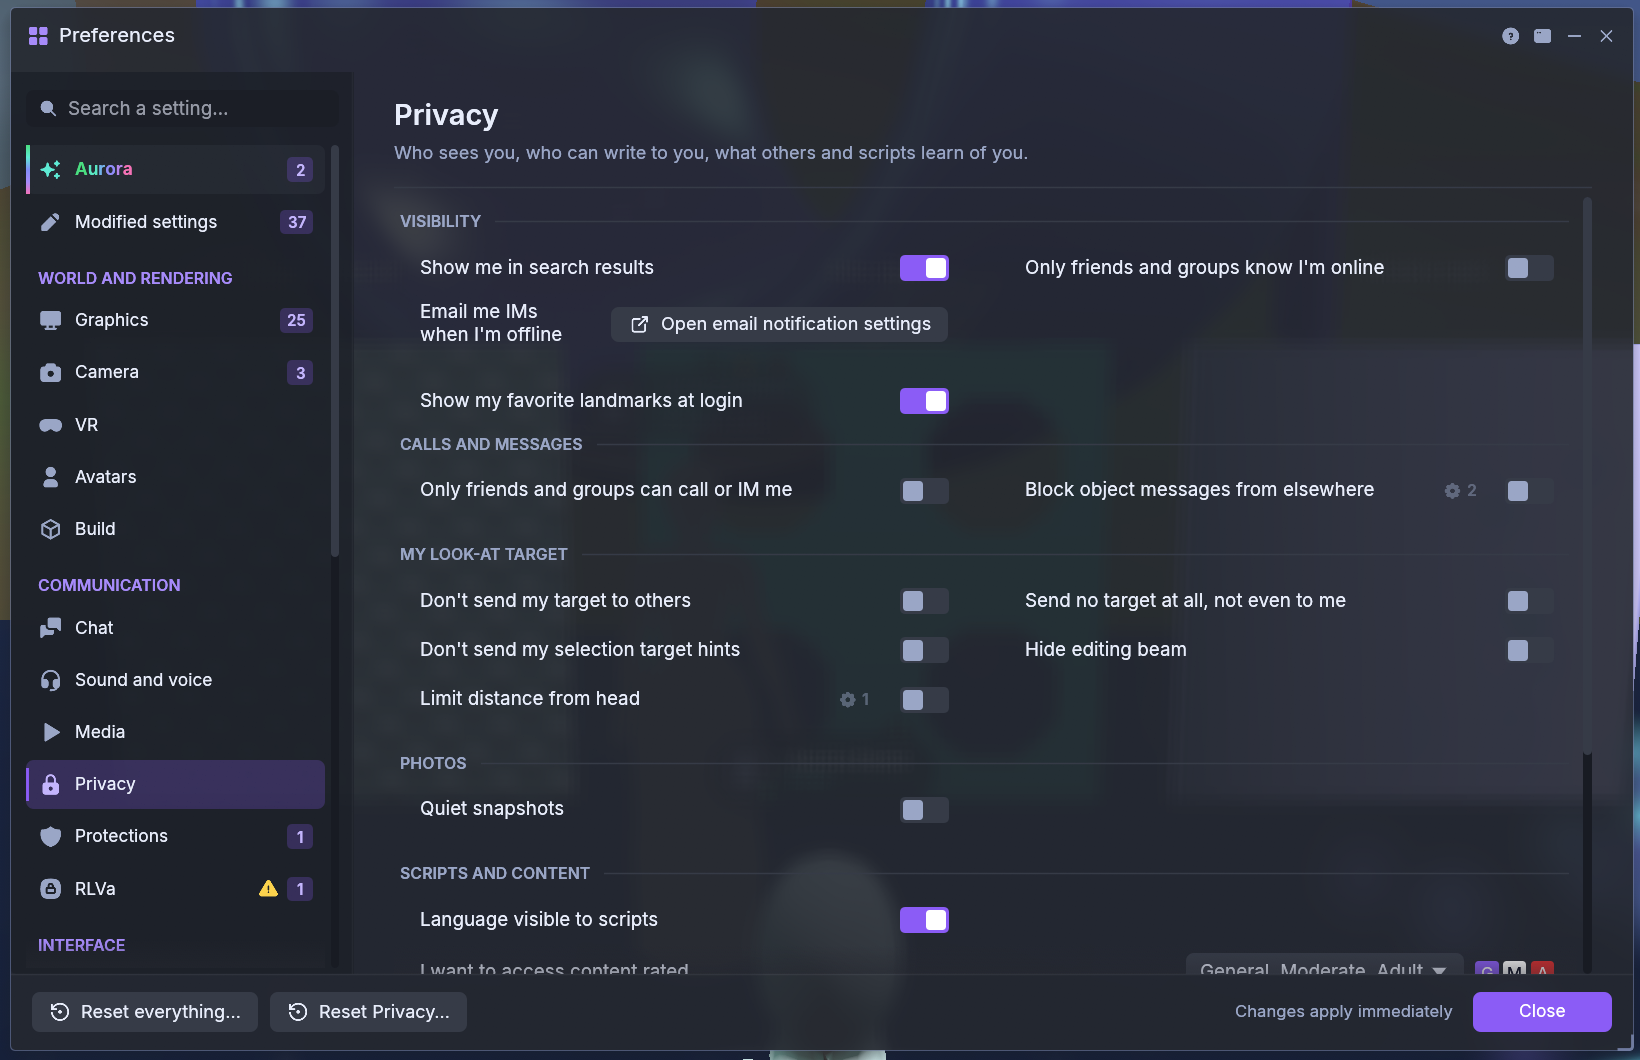 Preferences
Search a setting...
Aurora 2
Modified settings 37
WORLD AND RENDERING
Graphics 25
Camera 3
VR
Avatars
Build
COMMUNICATION
Chat
Sound and voice
Media
Privacy
Protections 1
RLVa 1
INTERFACE
Privacy
Who sees you, who can write to you, what others and scripts learn of you.
VISIBILITY
Show me in search results
Only friends and groups know I'm online
Email me IMs
when I'm offline
Open email notification settings
Show my favorite landmarks at login
CALLS AND MESSAGES
Only friends and groups can call or IM me
Block object messages from elsewhere 2
MY LOOK-AT TARGET
Don't send my target to others
Send no target at all, not even to me
Don't send my selection target hints
Hide editing beam
Limit distance from head 1
PHOTOS
Quiet snapshots
SCRIPTS AND CONTENT
Language visible to scripts
I want to access content rated
General, Moderate, Adult G M A
Reset everything...
Reset Privacy...
Changes apply immediately
Close